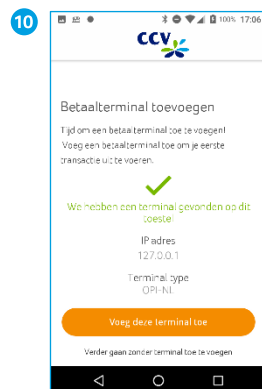 10
100% 17:06
CCV
Betaalterminal toevoegen
Tijd om een betaalterminal toe te voegen!
Voeg een betaalterminal toe om je eerste
transactie uit te voeren.
We hebben een terminal gevonden op dit
toestel
IP adres
127.0.0.1
Terminal type
OPI-NL
Voeg deze terminal toe
Verder gaan zonder terminal toe te voegen